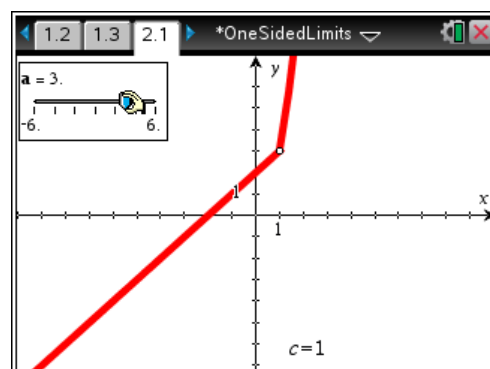 1.2 1.3 2.1 *OneSidedLimits
a = 3.
-6. 6.
y
1
x
1
c=1